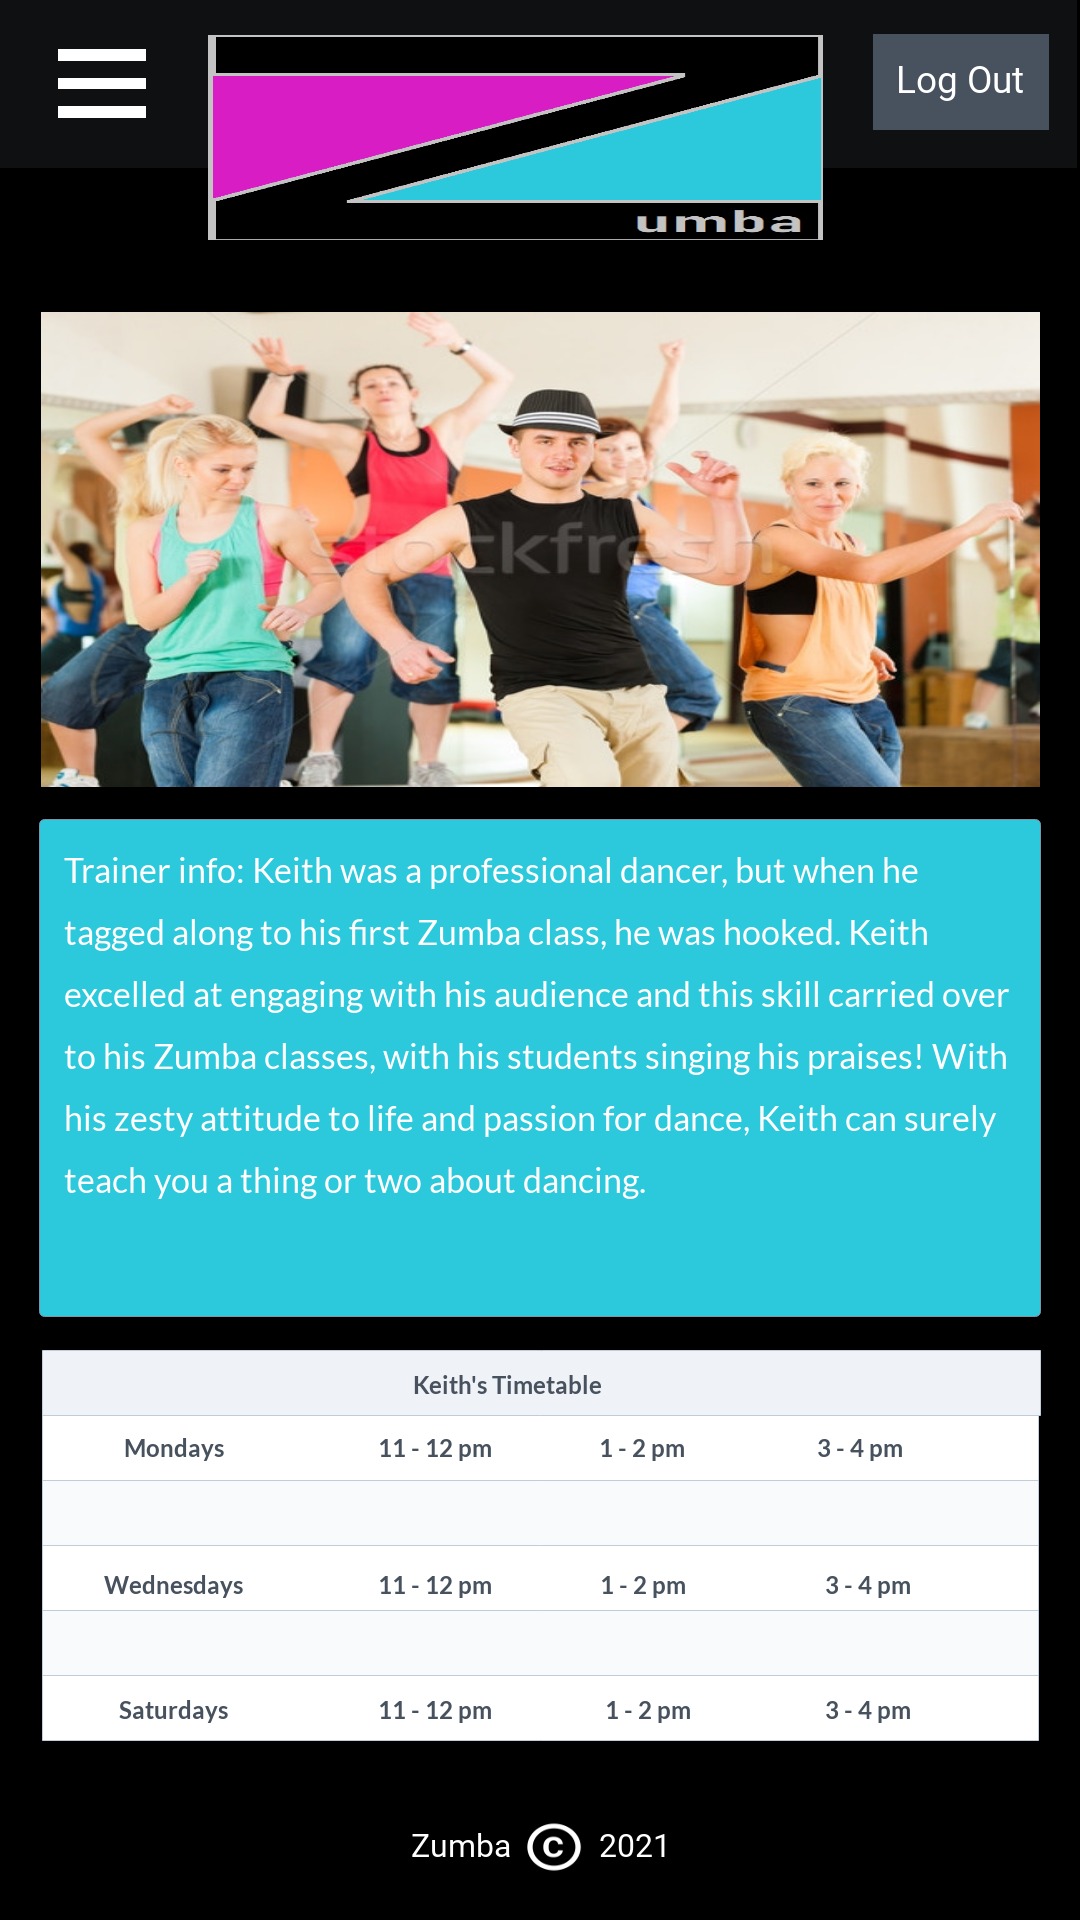 Log Out
umba
stockfresh
Trainer info: Keith was a professional dancer, but when he
tagged along to his first Zumba class, he was hooked. Keith
excelled at engaging with his audience and this skill carried over
to his Zumba classes, with his students singing his praises! With
his zesty attitude to life and passion for dance, Keith can surely
teach you a thing or two about dancing.
Keith's Timetable
Mondays 11 - 12 pm 1 - 2 pm 3 - 4 pm
Wednesdays 11 - 12 pm 1 - 2 pm 3 - 4 pm
Saturdays 11 - 12 pm 1 - 2 pm 3 - 4 pm
Zumba © 2021